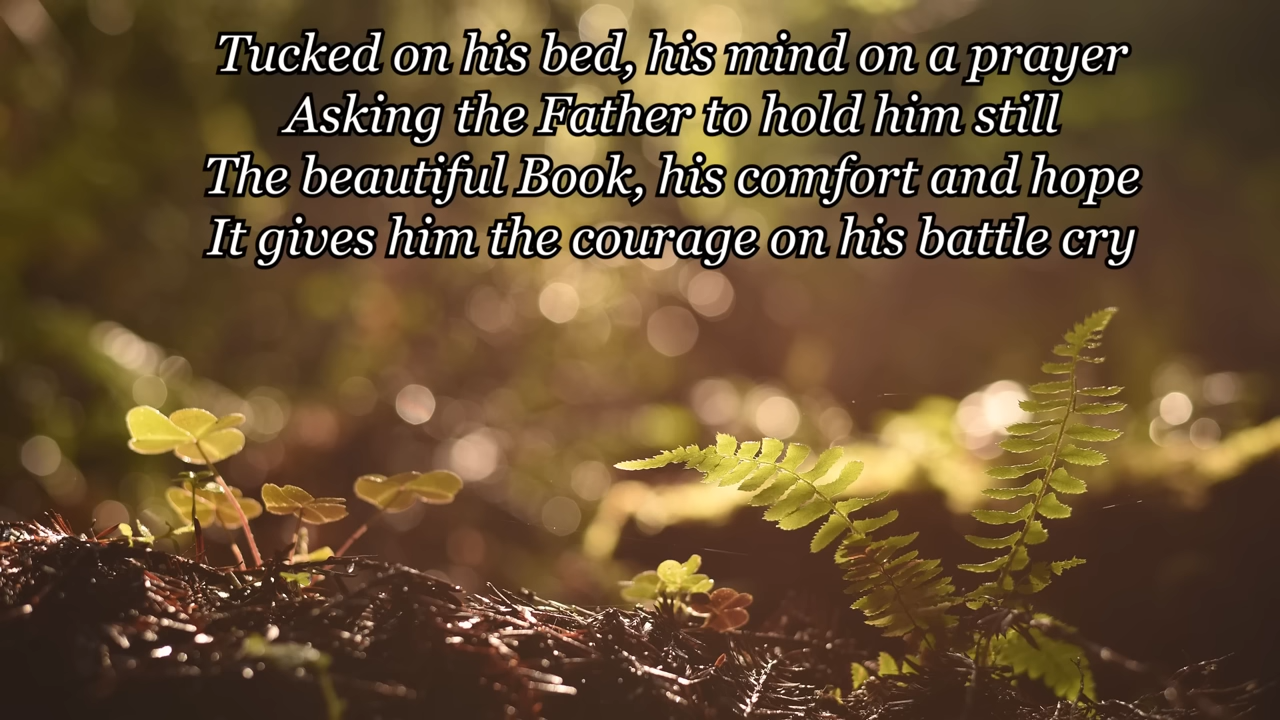 Tucked on his bed, his mind on a prayer
Asking the Father to hold him still
The beautiful Book, his comfort and hope
It gives him the courage on his battle cry